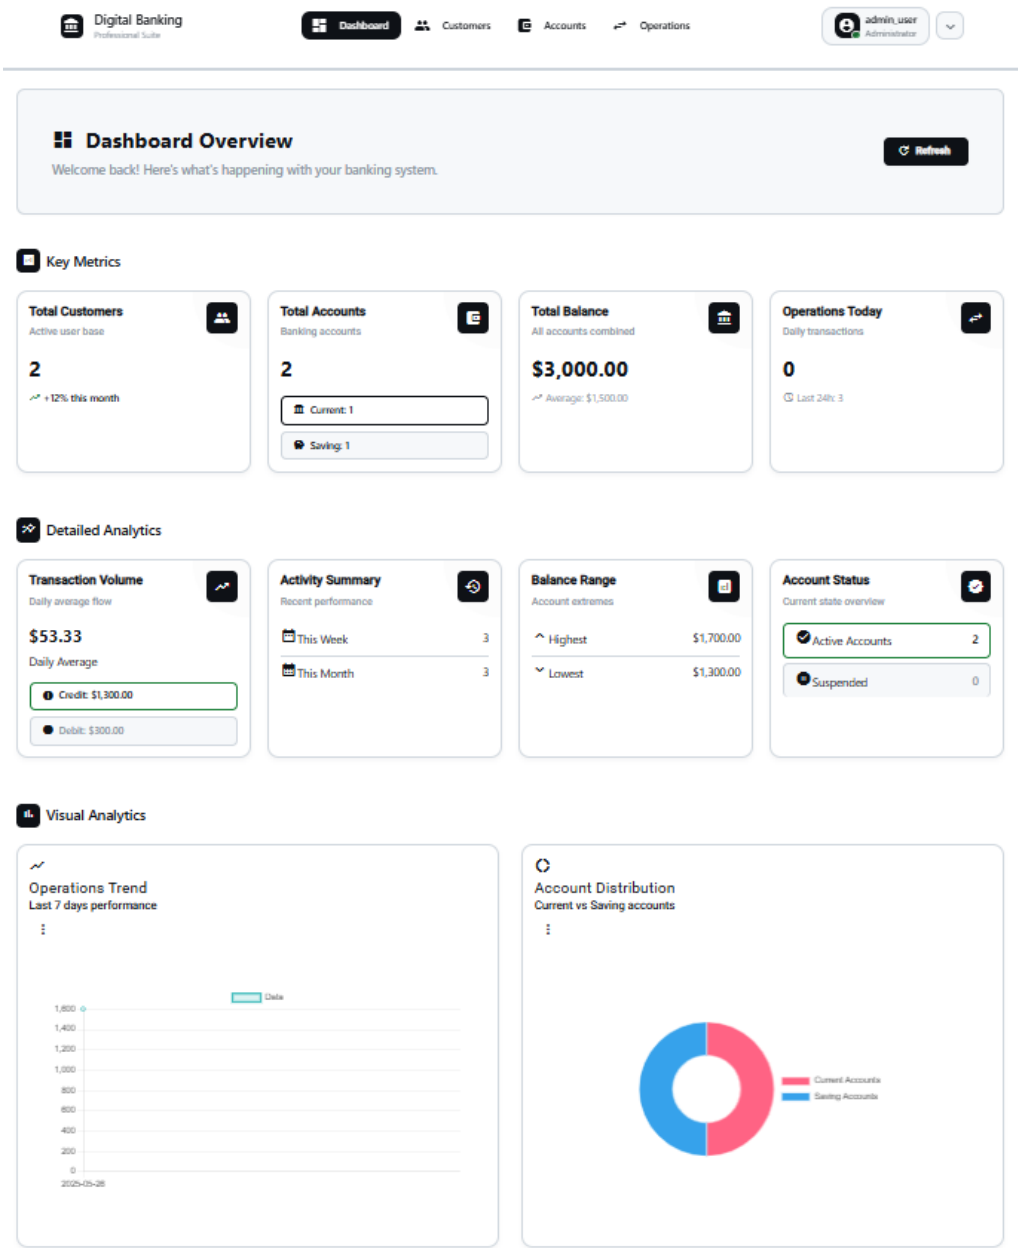 Digital Banking
Professional Suite
Dashboard
Customers
Accounts
Operations
admin_user
Administrator
Dashboard Overview
Welcome back! Here's what's happening with your banking system.
Refresh
Key Metrics
Total Customers
Active user base
2
+12% this month
Total Accounts
Banking accounts
2
Current: 1
Saving: 1
Total Balance
All accounts combined
$3,000.00
Average: $1,500.00
Operations Today
Daily transactions
0
Last 24h: 3
Detailed Analytics
Transaction Volume
Daily average flow
$53.33
Daily Average
Credit: $1,300.00
Debit: $300.00
Activity Summary
Recent performance
This Week 3
This Month 3
Balance Range
Account extremes
Highest $1,700.00
Lowest $1,300.00
Account Status
Current state overview
Active Accounts 2
Suspended 0
Visual Analytics
Operations Trend
Last 7 days performance
Data
1,600
1,400
1,200
1,000
800
600
400
200
0
2025-05-28
Account Distribution
Current vs Saving accounts
Current Accounts
Saving Accounts